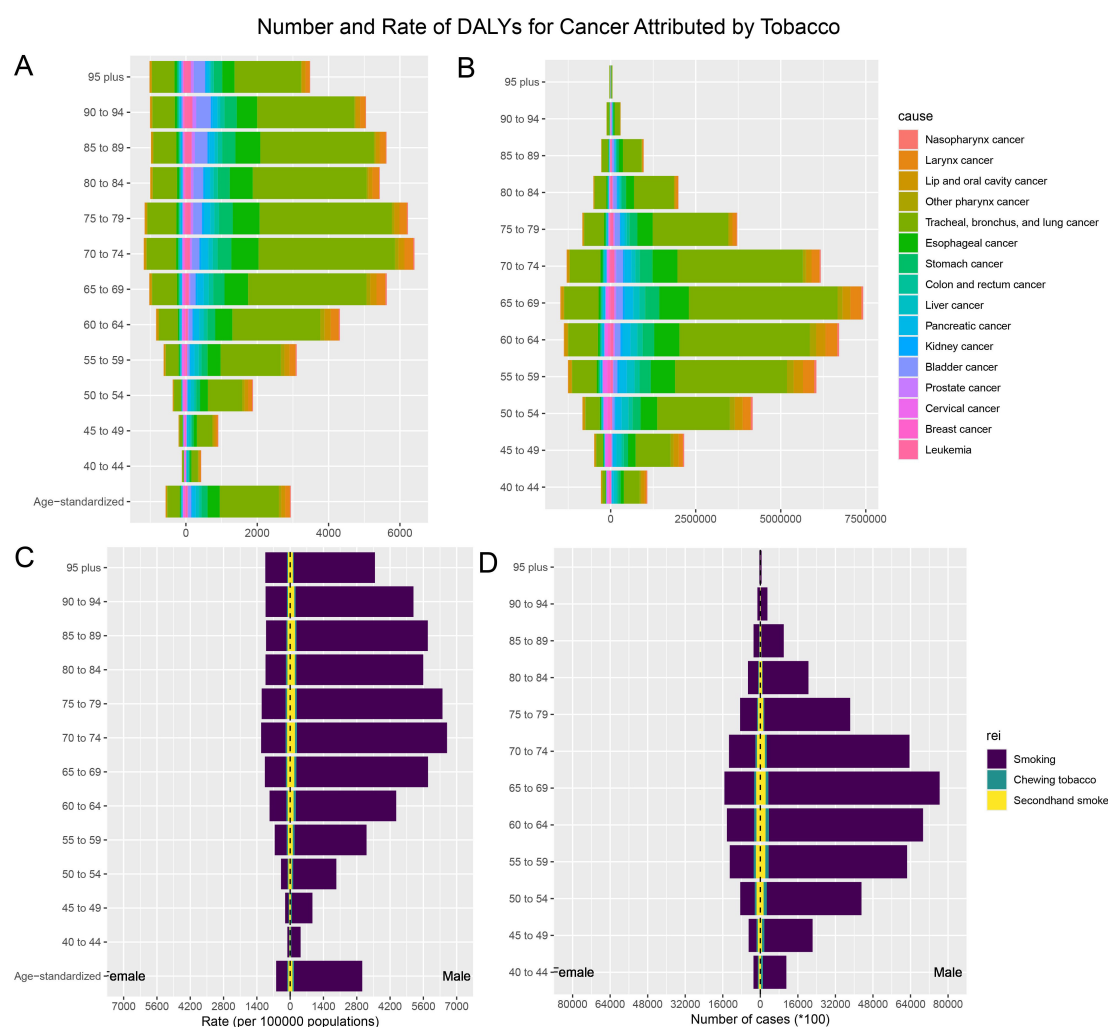 Number and Rate of DALYs for Cancer Attributed by Tobacco
A
95 plus
90 to 94
85 to 89
80 to 84
75 to 79
70 to 74
65 to 69
60 to 64
55 to 59
50 to 54
45 to 49
40 to 44
Age−standardized
0 2000 4000 6000
B
95 plus
90 to 94
85 to 89
80 to 84
75 to 79
70 to 74
65 to 69
60 to 64
55 to 59
50 to 54
45 to 49
40 to 44
0 2500000 5000000 7500000
cause
Nasopharynx cancer
Larynx cancer
Lip and oral cavity cancer
Other pharynx cancer
Tracheal, bronchus, and lung cancer
Esophageal cancer
Stomach cancer
Colon and rectum cancer
Liver cancer
Pancreatic cancer
Kidney cancer
Bladder cancer
Prostate cancer
Cervical cancer
Breast cancer
Leukemia
C
95 plus
90 to 94
85 to 89
80 to 84
75 to 79
70 to 74
65 to 69
60 to 64
55 to 59
50 to 54
45 to 49
40 to 44
Age−standardized Female Male
7000 5600 4200 2800 1400 0 1400 2800 4200 5600 7000
Rate (per 100000 populations)
D
95 plus
90 to 94
85 to 89
80 to 84
75 to 79
70 to 74
65 to 69
60 to 64
55 to 59
50 to 54
45 to 49
40 to 44 Female Male
80000 64000 48000 32000 16000 0 16000 32000 48000 64000 80000
Number of cases (*100)
rei
Smoking
Chewing tobacco
Secondhand smoke